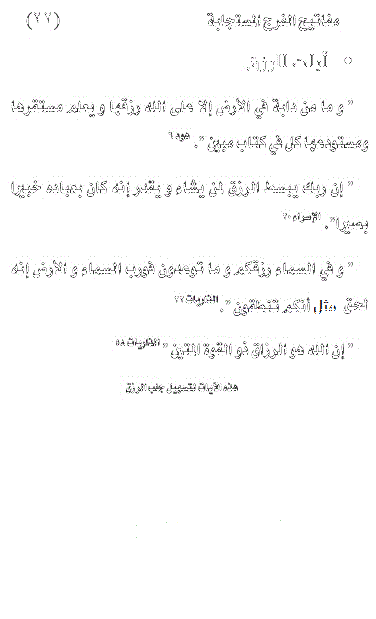 مفاتيح الفرج المستجابة (٢٧)
○ آيات الرزق
" و ما من دابة في الأرض إلا على الله رزقها و يعلم مستقرها
ومستودعها كل في كتاب مبين ". هود ٦
" إن ربك يبسط الرزق لمن يشاء و يقدر إنه كان بعباده خبيرا
بصيرا". الإسراء ٣٠
" و في السماء رزقكم و ما توعدون فورب السماء و الأرض إنه
لحق مثل أنكم تنطقون ". الذاريات ٢٢
" إن الله هو الرزاق ذو القوة المتين " الذاريات ٥٨
هذه الآيات لتسهيل جلب الرزق